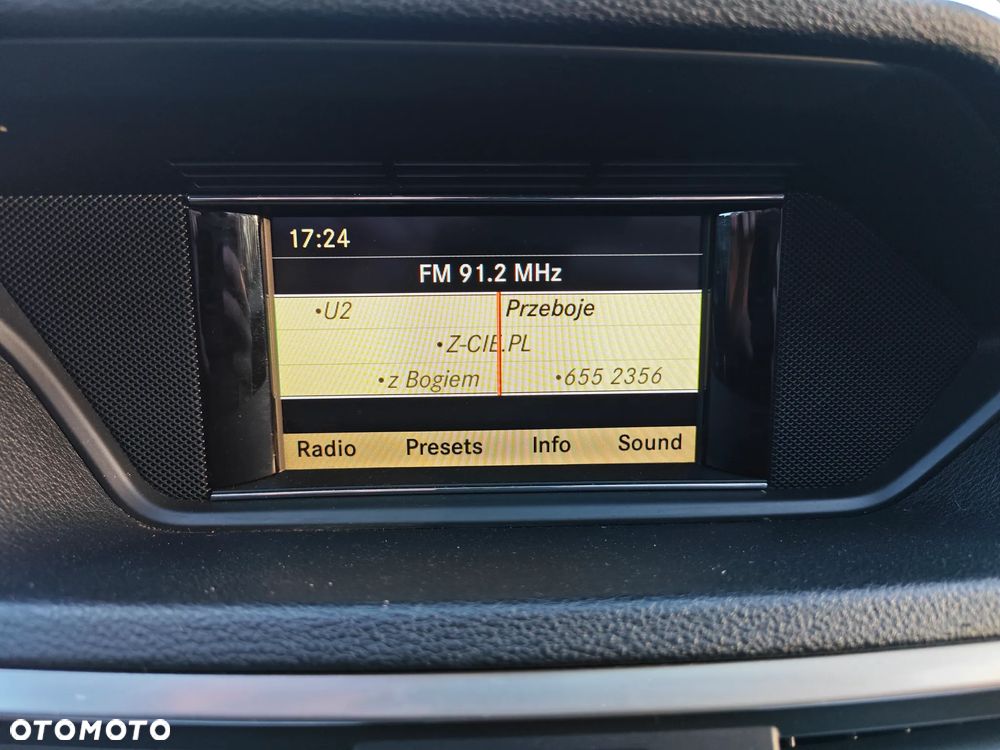 17:24
FM 91.2 MHz
•U2 Przeboje
•Z-CIE.PL
•z Bogiem •655 2356
Radio Presets Info Sound
OTOMOTO